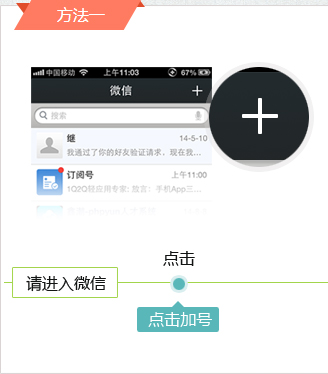 方法一
中国移动 上午11:03 67%
微信
搜索
继 14-5-10
我通过了你的好友验证请求，现在我…
订阅号 上午11:00
1Q2Q轻应用专家: 放言：手机App三…
点击
请进入微信
点击加号